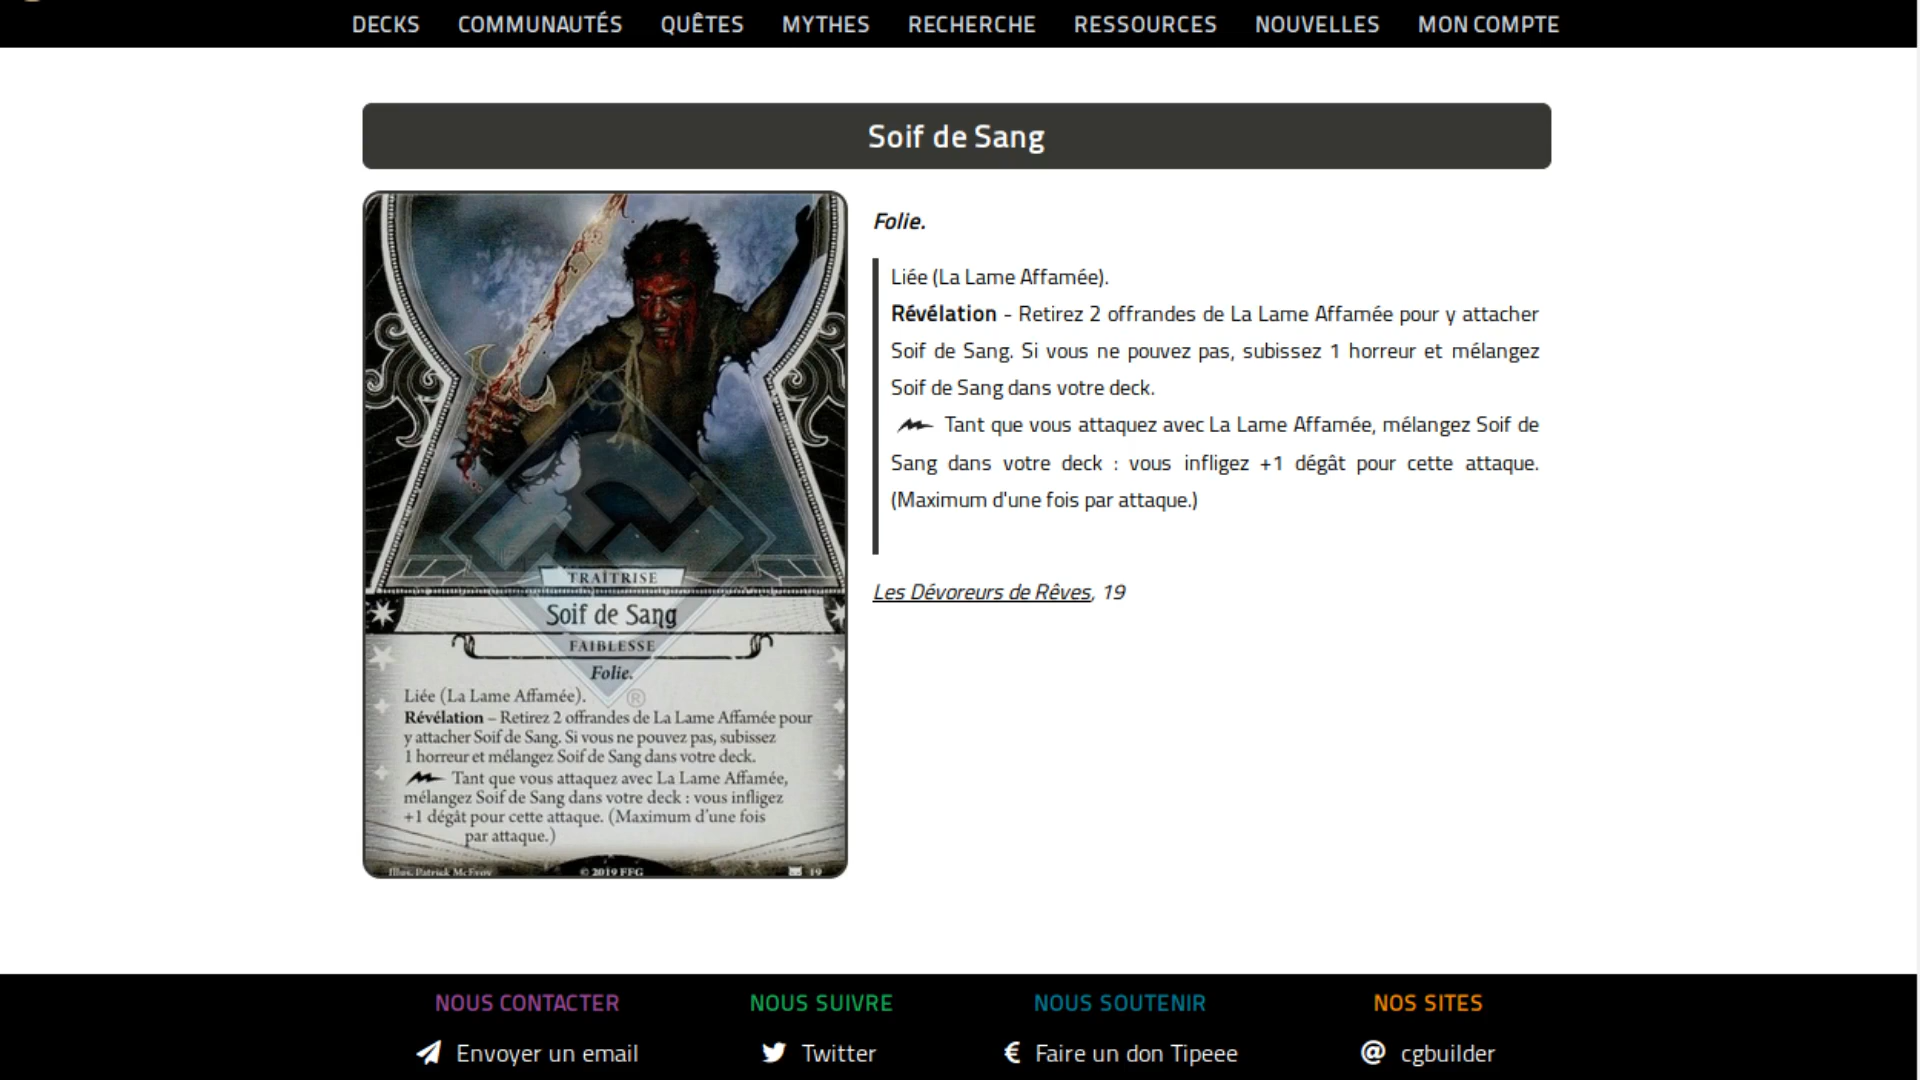 DECKS COMMUNAUTÉS QUÊTES MYTHES RECHERCHE RESSOURCES NOUVELLES MON COMPTE
Soif de Sang
TRAÎTRISE
Soif de Sang
FAIBLESSE
Folie.
Liée (La Lame Affamée).
Révélation – Retirez 2 offrandes de La Lame Affamée pour
y attacher Soif de Sang. Si vous ne pouvez pas, subissez
1 horreur et mélangez Soif de Sang dans votre deck.
Tant que vous attaquez avec La Lame Affamée,
mélangez Soif de Sang dans votre deck : vous infligez
+1 dégât pour cette attaque. (Maximum d'une fois
par attaque.)
Illus. Patrick McEvoy © 2019 FFG 19
Folie.
Liée (La Lame Affamée).
Révélation - Retirez 2 offrandes de La Lame Affamée pour y attacher
Soif de Sang. Si vous ne pouvez pas, subissez 1 horreur et mélangez
Soif de Sang dans votre deck.
Tant que vous attaquez avec La Lame Affamée, mélangez Soif de
Sang dans votre deck : vous infligez +1 dégât pour cette attaque.
(Maximum d'une fois par attaque.)
Les Dévoreurs de Rêves, 19
NOUS CONTACTER NOUS SUIVRE NOUS SOUTENIR NOS SITES
Envoyer un email Twitter € Faire un don Tipeee @ cgbuilder